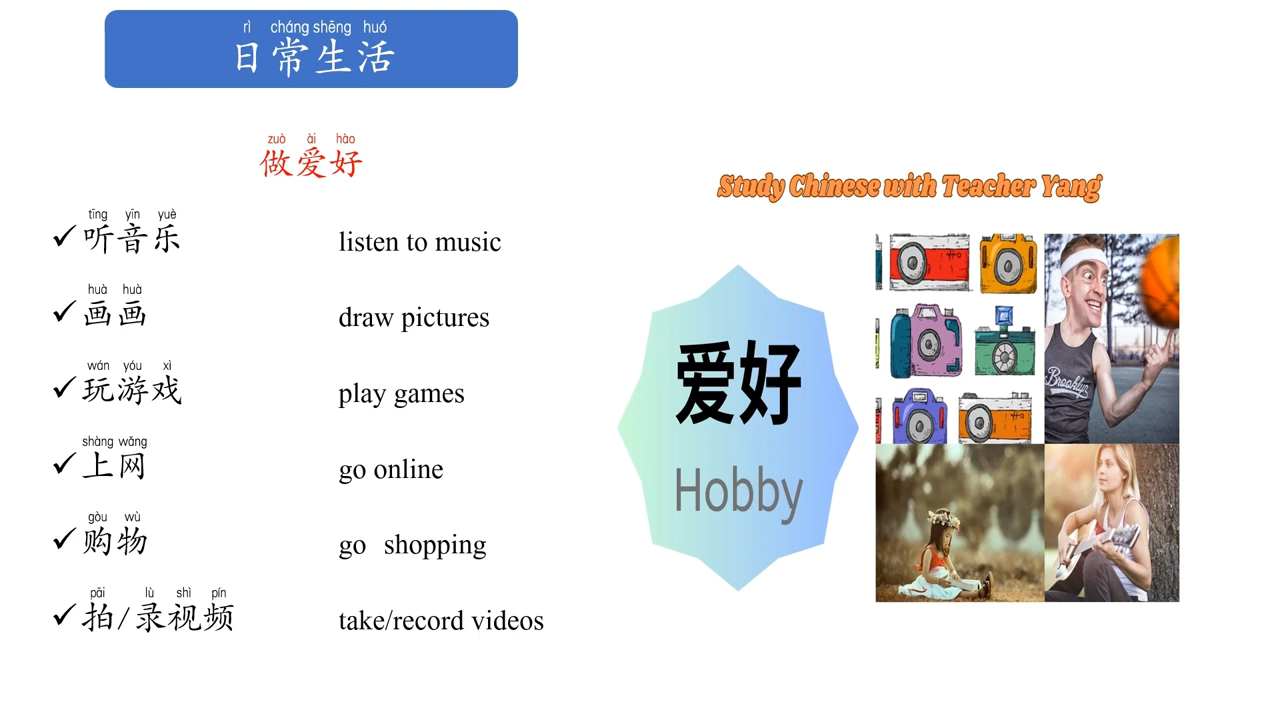 rì cháng shēng huó
日常生活
zuò ài hào
做爱好
tīng yīn yuè
听音乐 listen to music
huà huà
画画 draw pictures
wán yóu xì
玩游戏 play games
shàng wǎng
上网 go online
gòu wù
购物 go shopping
pāi lù shì pín
拍/录视频 take/record videos
Study Chinese with Teacher Yang
爱好
Hobby
Brooklyn